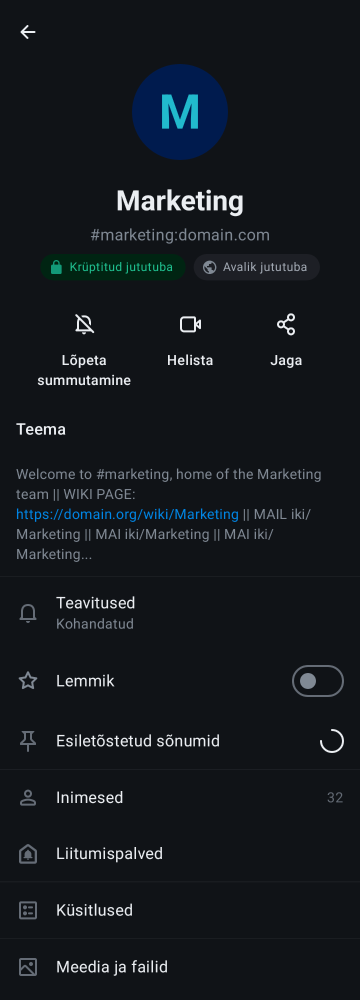 M
Marketing
#marketing:domain.com
Krüptitud jututuba
Avalik jututuba
Lõpeta
summutamine
Helista
Jaga
Teema
Welcome to #marketing, home of the Marketing
team || WIKI PAGE:
https://domain.org/wiki/Marketing || MAIL iki/
Marketing || MAI iki/Marketing || MAI iki/
Marketing...
Teavitused
Kohandatud
Lemmik
Esiletõstetud sõnumid
Inimesed 32
Liitumispalved
Küsitlused
Meedia ja failid